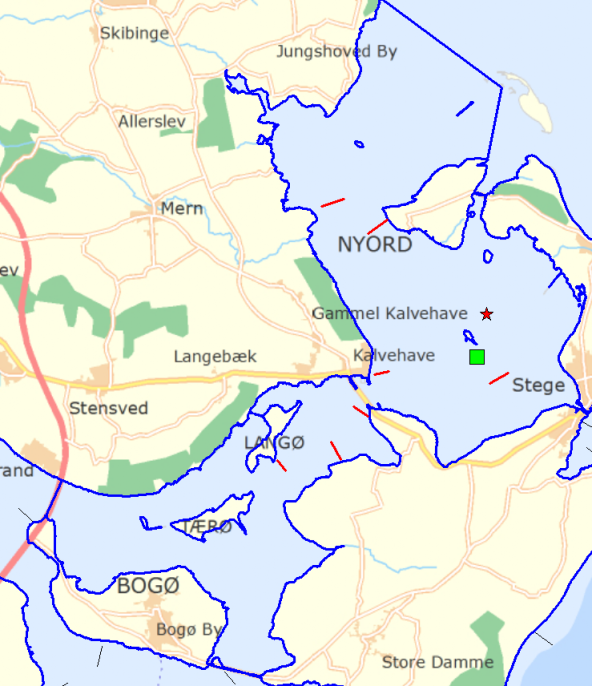 Skibinge
Jungshoved By
Allerslev
Mern
NYORD
ev
Gammel Kalvehave
Langebæk
Kalvehave
Stege
Stensved
LANGØ
rand
TÆRØ
BOGØ
Bogø By
Store Damme